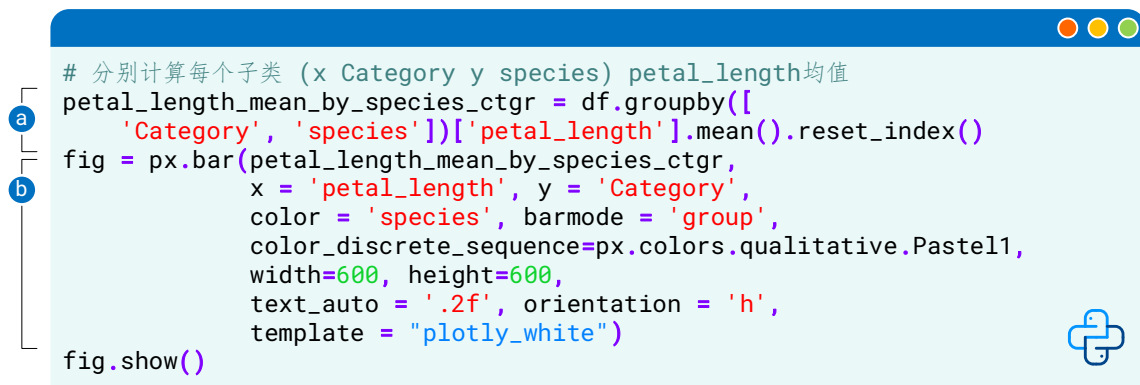 # 分别计算每个子类 (x Category y species) petal_length均值
petal_length_mean_by_species_ctgr = df.groupby([
    'Category', 'species'])['petal_length'].mean().reset_index()
fig = px.bar(petal_length_mean_by_species_ctgr,
             x = 'petal_length', y = 'Category',
             color = 'species', barmode = 'group',
             color_discrete_sequence=px.colors.qualitative.Pastel1,
             width=600, height=600,
             text_auto = '.2f', orientation = 'h',
             template = "plotly_white")
fig.show()
a
b